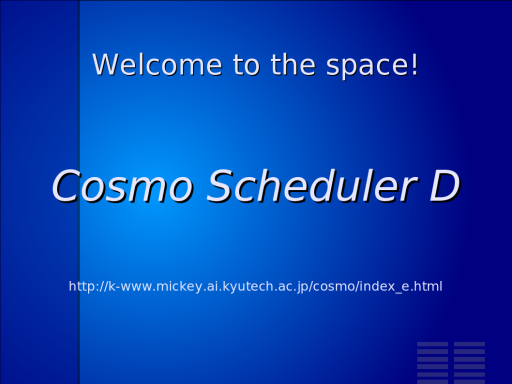 Welcome to the space!
Cosmo Scheduler D
http://k-www.mickey.ai.kyutech.ac.jp/cosmo/index_e.html